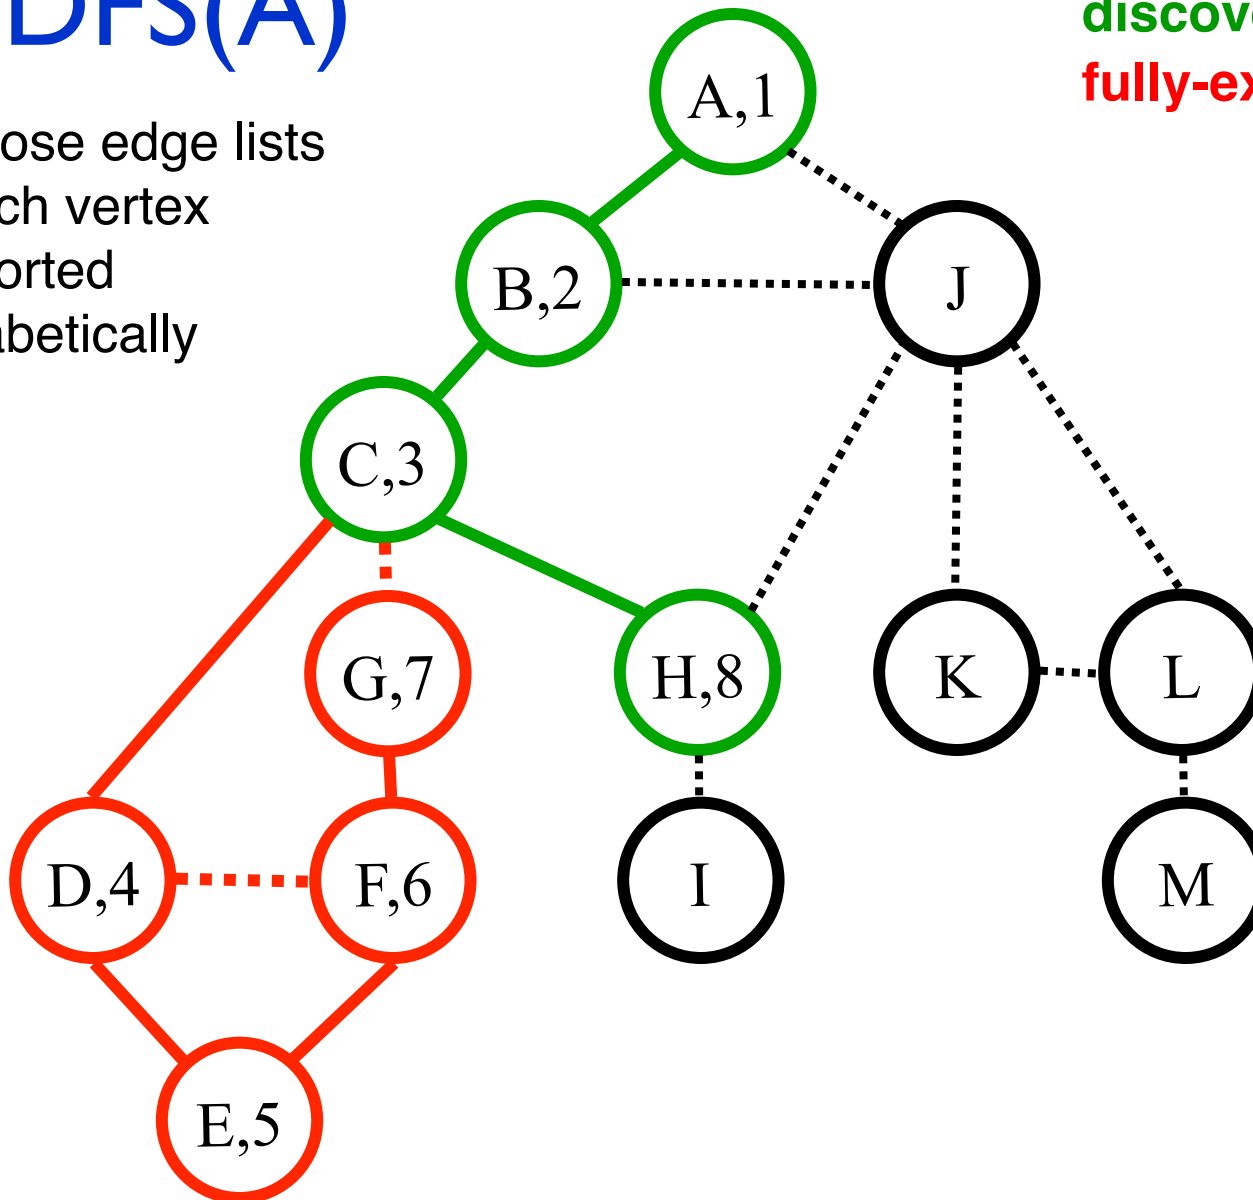 DFS(A)
discove
fully-ex
ose edge lists
ch vertex
orted
abetically
A,1
B,2
J
C,3
G,7
H,8
K
L
D,4
F,6
I
M
E,5